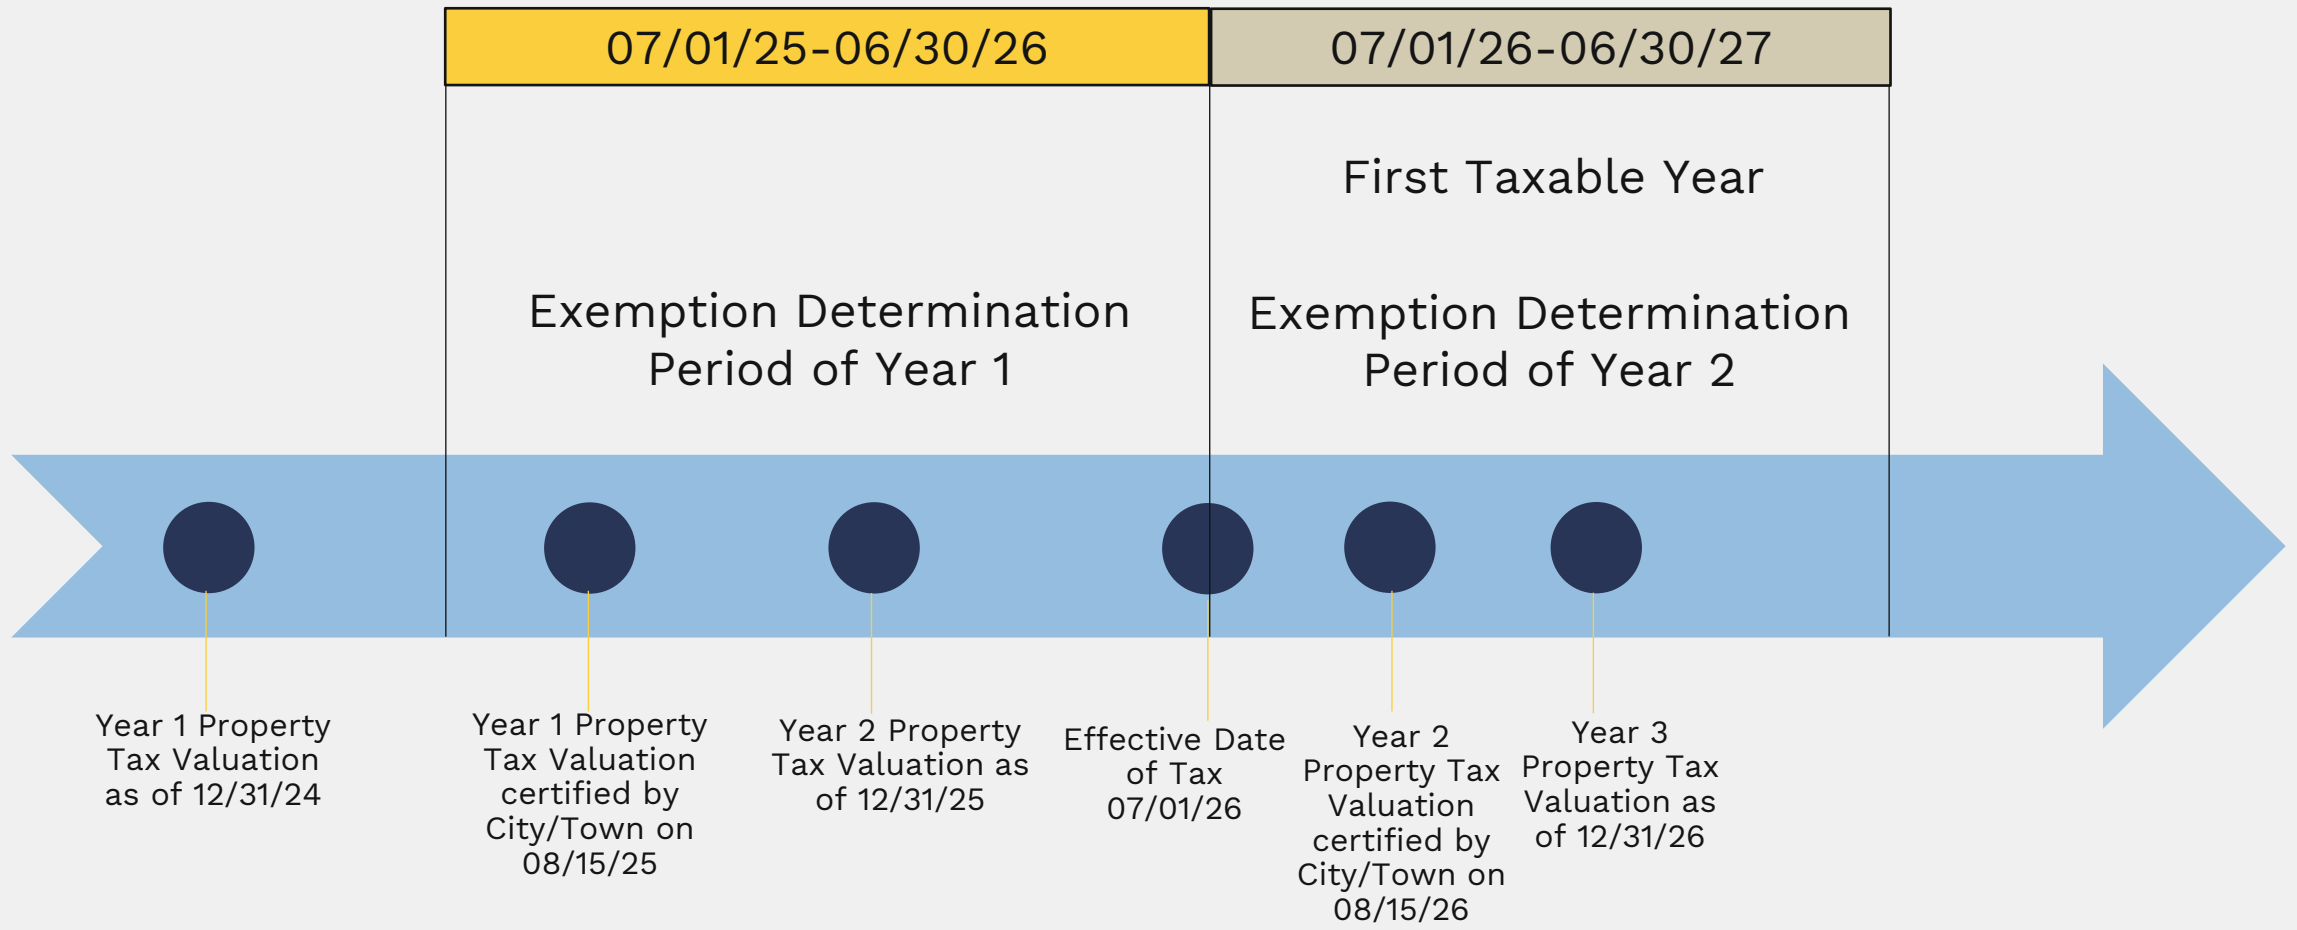 07/01/25-06/30/26
07/01/26-06/30/27
First Taxable Year
Exemption Determination
Period of Year 1
Exemption Determination
Period of Year 2
Year 1 Property
Tax Valuation
as of 12/31/24
Year 1 Property
Tax Valuation
certified by
City/Town on
08/15/25
Year 2 Property
Tax Valuation as
of 12/31/25
Effective Date
of Tax
07/01/26
Year 2
Property Tax
Valuation
certified by
City/Town on
08/15/26
Year 3
Property Tax
Valuation as
of 12/31/26